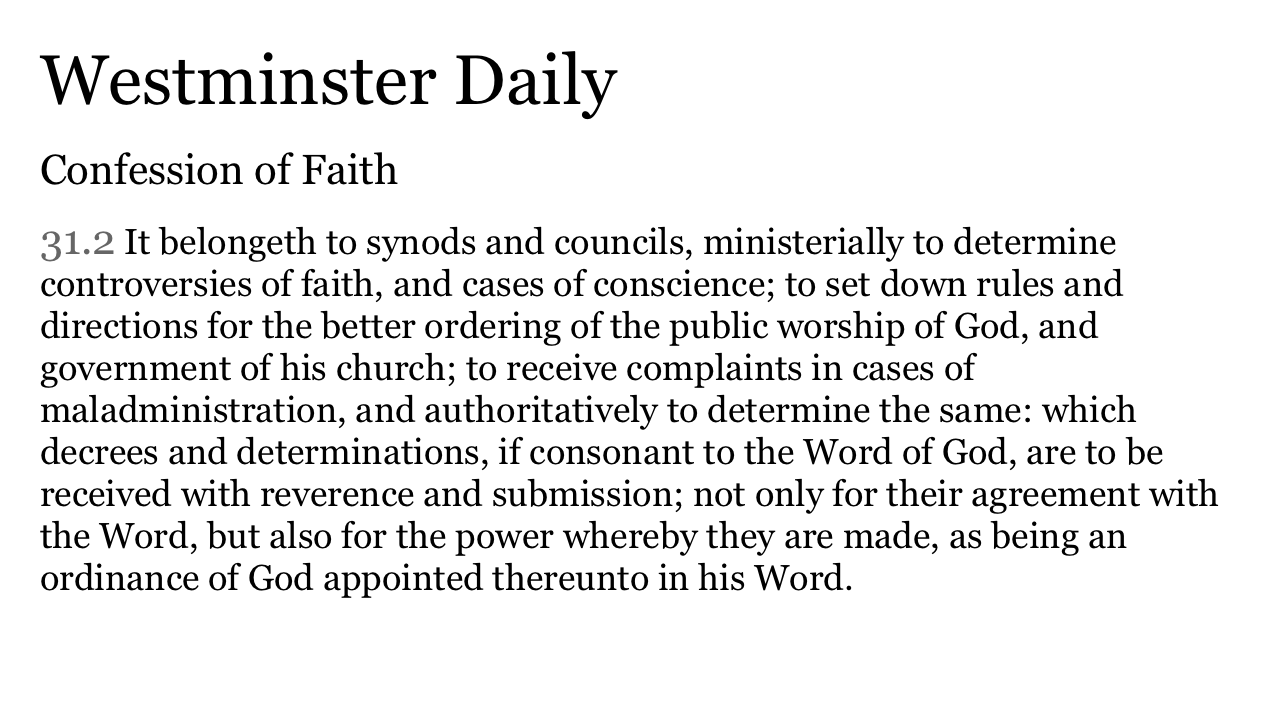 Westminster Daily
Confession of Faith
31.2 It belongeth to synods and councils, ministerially to determine
controversies of faith, and cases of conscience; to set down rules and
directions for the better ordering of the public worship of God, and
government of his church; to receive complaints in cases of
maladministration, and authoritatively to determine the same: which
decrees and determinations, if consonant to the Word of God, are to be
received with reverence and submission; not only for their agreement with
the Word, but also for the power whereby they are made, as being an
ordinance of God appointed thereunto in his Word.